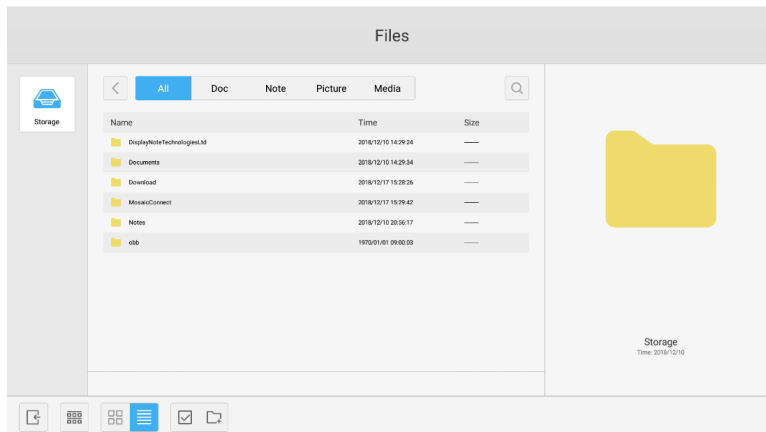 Files
Storage
All Doc Note Picture Media
Name Time Size
DisplayNoteTechnologiesLtd 2018/12/10 14:29:24 —
Documents 2018/12/10 14:29:34 —
Download 2018/12/17 15:28:26 —
MosaicConnect 2018/12/17 15:29:42 —
Notes 2018/12/10 20:56:17 —
obb 1970/01/01 09:00:03 —
Storage
Time: 2018/12/10